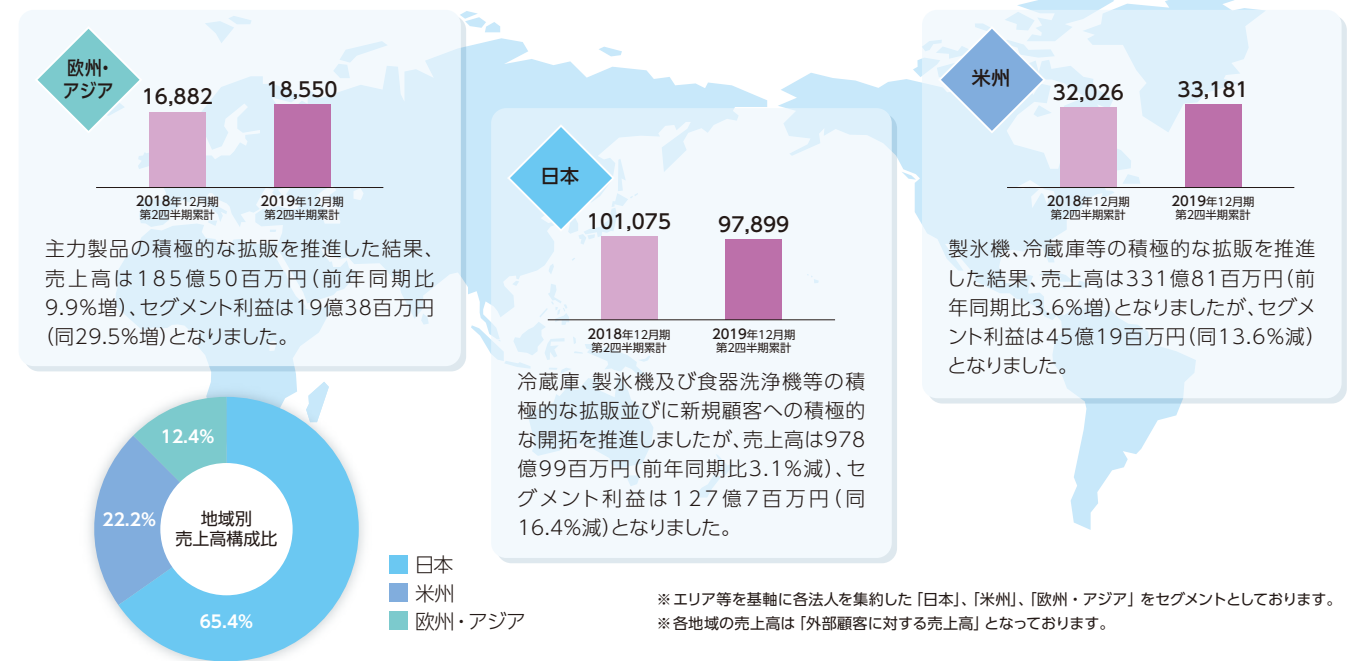 欧州・
アジア
16,882
18,550
2018年12月期
第2四半期累計
2019年12月期
第2四半期累計
主力製品の積極的な拡販を推進した結果、
売上高は185億50百万円(前年同期比
9.9%増)、セグメント利益は19億38百万円
(同29.5%増)となりました。
日本
101,075
97,899
2018年12月期
第2四半期累計
2019年12月期
第2四半期累計
冷蔵庫、製氷機及び食器洗浄機等の積
極的な拡販並びに新規顧客への積極的
な開拓を推進しましたが、売上高は978
億99百万円(前年同期比3.1%減)、セ
グメント利益は127億7百万円(同
16.4%減)となりました。
米州
32,026
33,181
2018年12月期
第2四半期累計
2019年12月期
第2四半期累計
製氷機、冷蔵庫等の積極的な拡販を推進
した結果、売上高は331億81百万円(前
年同期比3.6%増)となりましたが、セグメ
ント利益は45億19百万円(同13.6%減)
となりました。
12.4%
22.2%
65.4%
地域別
売上高構成比
日本
米州
欧州・アジア
※エリア等を基軸に各法人を集約した「日本」、「米州」、「欧州・アジア」をセグメントとしております。
※各地域の売上高は「外部顧客に対する売上高」となっております。